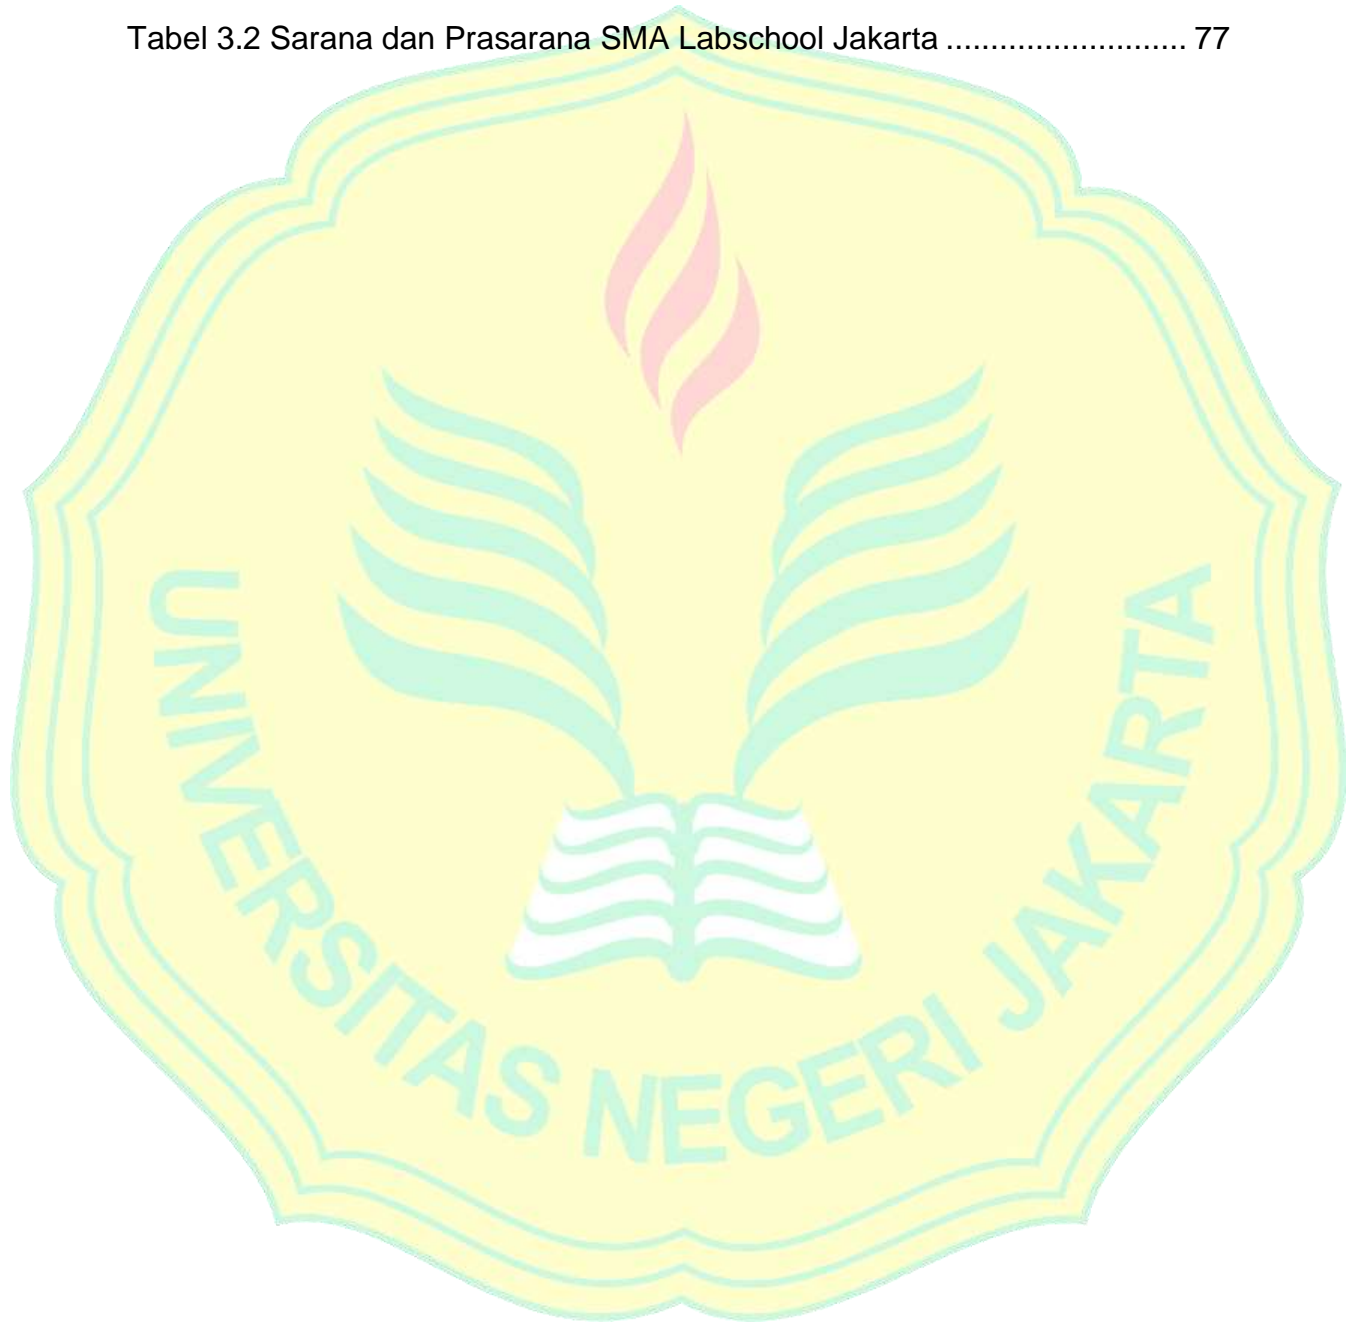 Tabel 3.2 Sarana dan Prasarana SMA Labschool Jakarta ........................... 77
UNIVERSITAS NEGERI JAKARTA